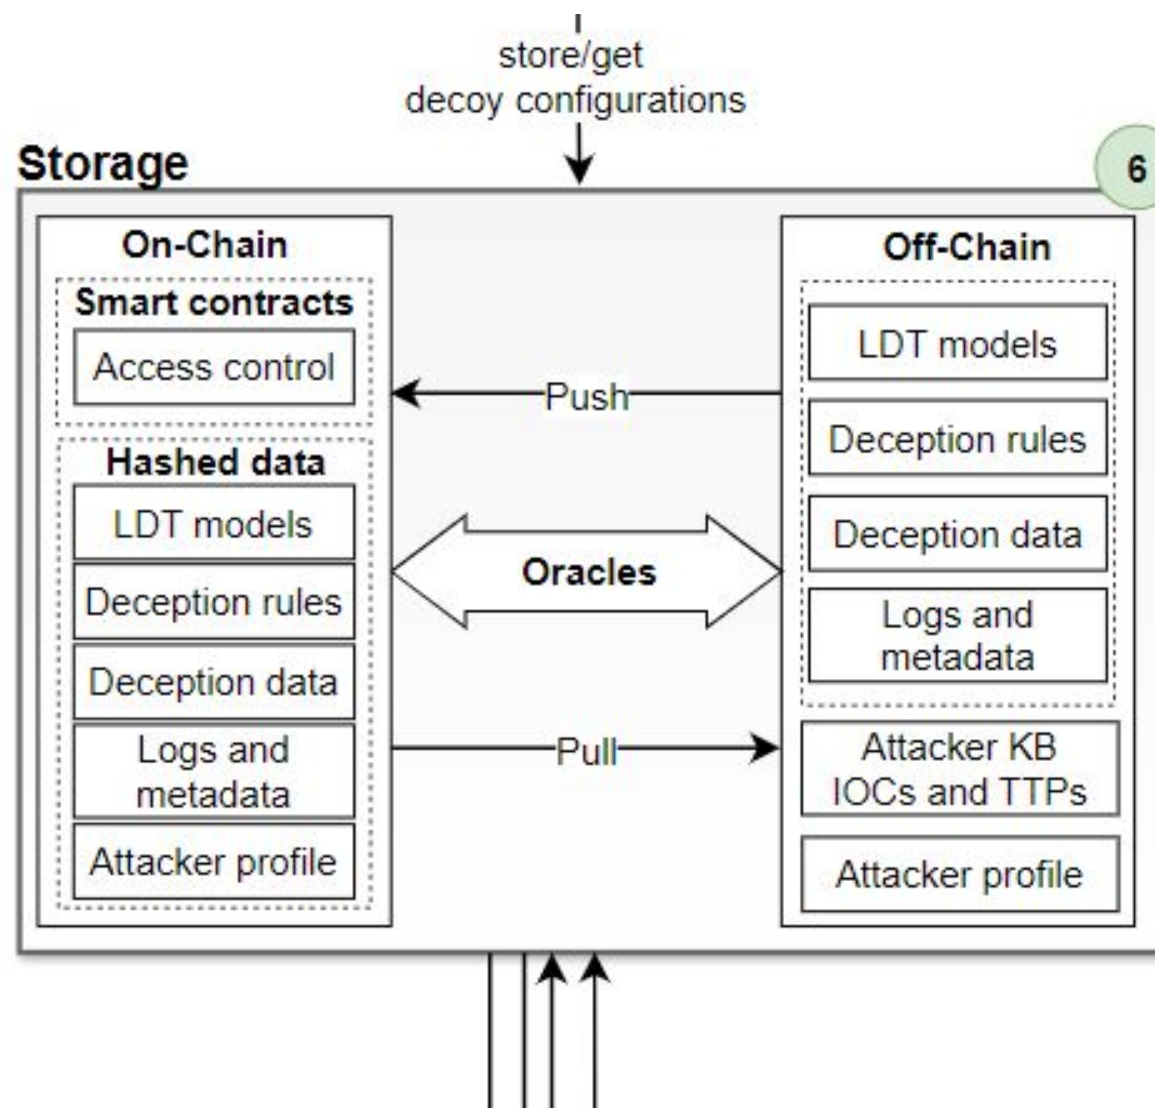 store/get
decoy configurations
Storage
6
On-Chain
Smart contracts
Access control
Hashed data
LDT models
Deception rules
Deception data
Logs and
metadata
Attacker profile
Push
Oracles
Pull
Off-Chain
LDT models
Deception rules
Deception data
Logs and
metadata
Attacker KB
IOCs and TTPs
Attacker profile